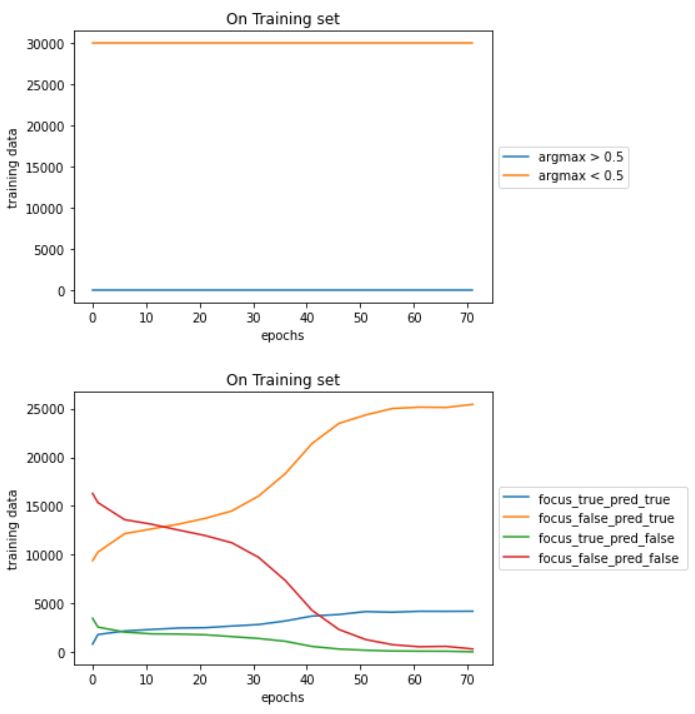 On Training set
30000
25000
20000
15000
10000
5000
0
training data
0 10 20 30 40 50 60 70
epochs
argmax > 0.5
argmax < 0.5
On Training set
25000
20000
15000
10000
5000
0
training data
0 10 20 30 40 50 60 70
epochs
focus_true_pred_true
focus_false_pred_true
focus_true_pred_false
focus_false_pred_false